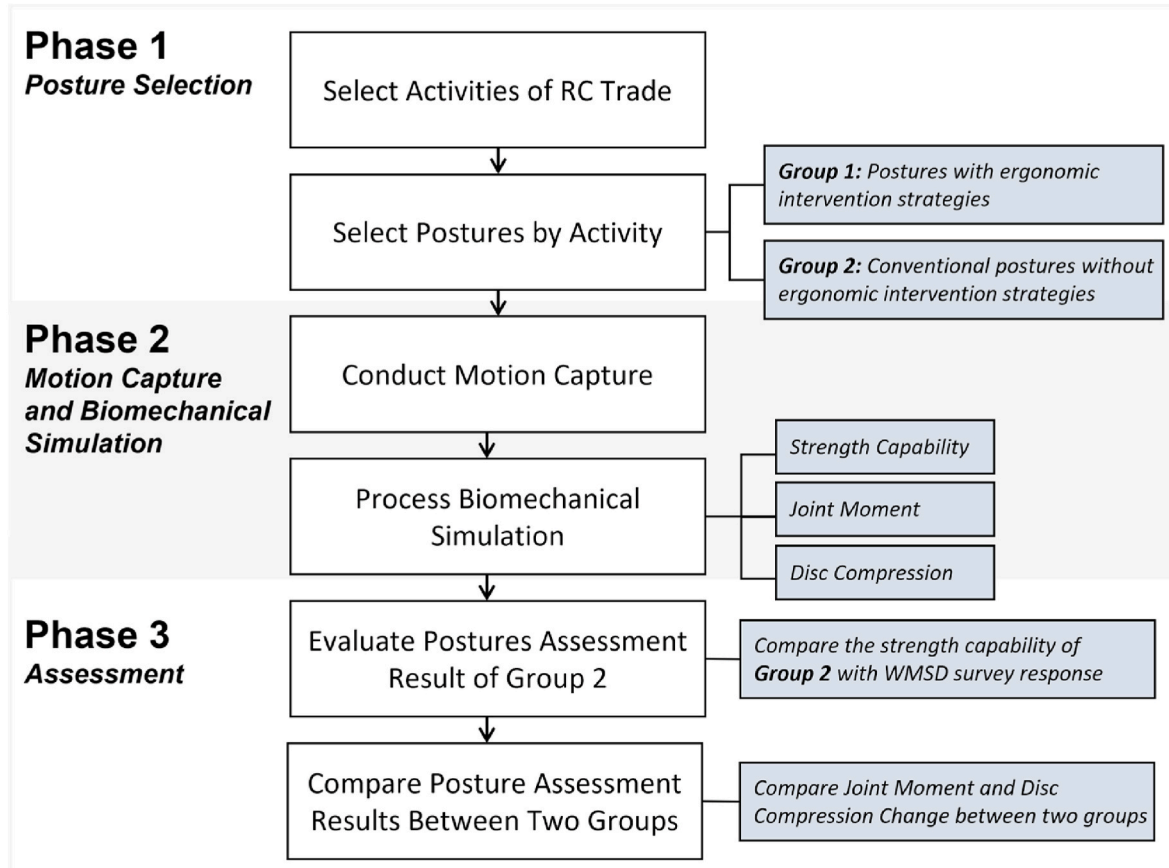 Phase 1
Posture Selection
Select Activities of RC Trade
Select Postures by Activity
Group 1: Postures with ergonomic
intervention strategies
Group 2: Conventional postures without
ergonomic intervention strategies
Phase 2
Motion Capture
and Biomechanical
Simulation
Conduct Motion Capture
Process Biomechanical
Simulation
Strength Capability
Joint Moment
Disc Compression
Phase 3
Assessment
Evaluate Postures Assessment
Result of Group 2
Compare the strength capability of
Group 2 with WMSD survey response
Compare Posture Assessment
Results Between Two Groups
Compare Joint Moment and Disc
Compression Change between two groups